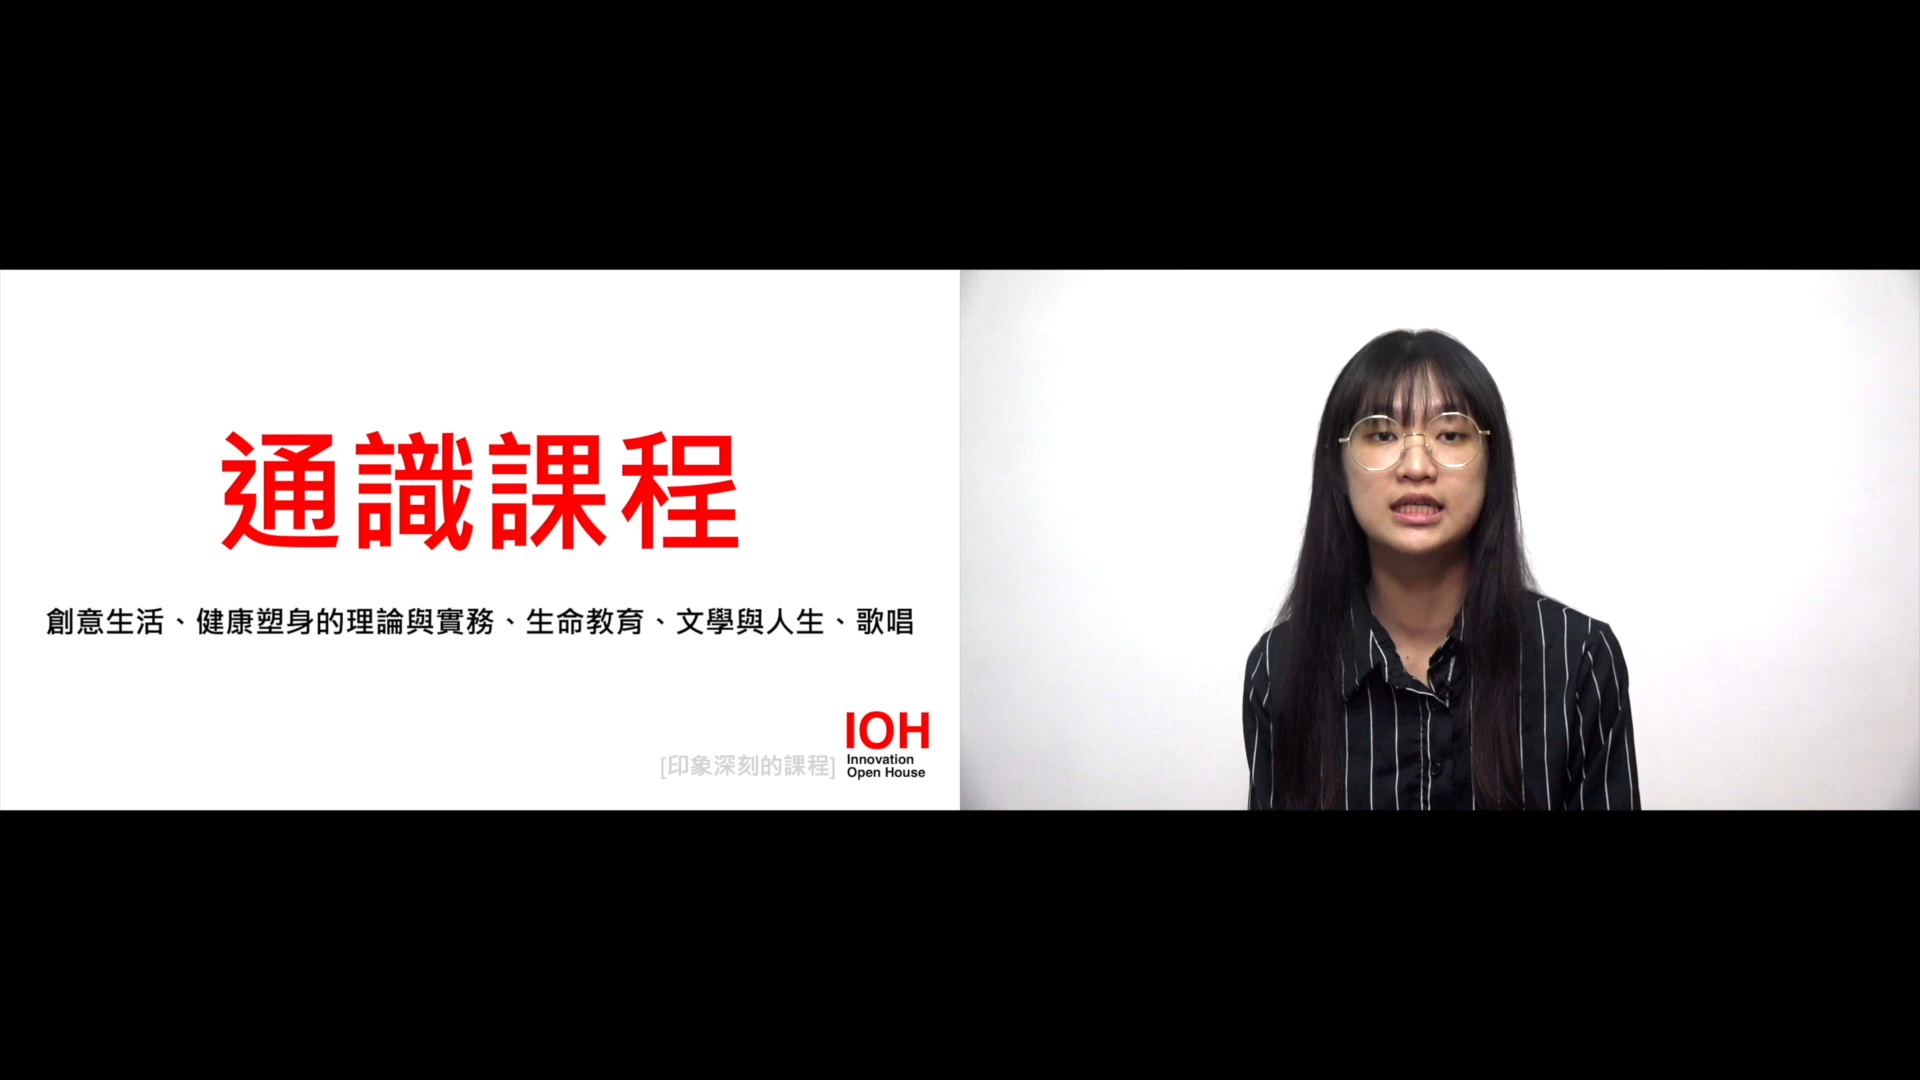 通識課程
創意生活、健康塑身的理論與實務、生命教育、文學與人生、歌唱
[印象深刻的課程]
IOH
Innovation
Open House